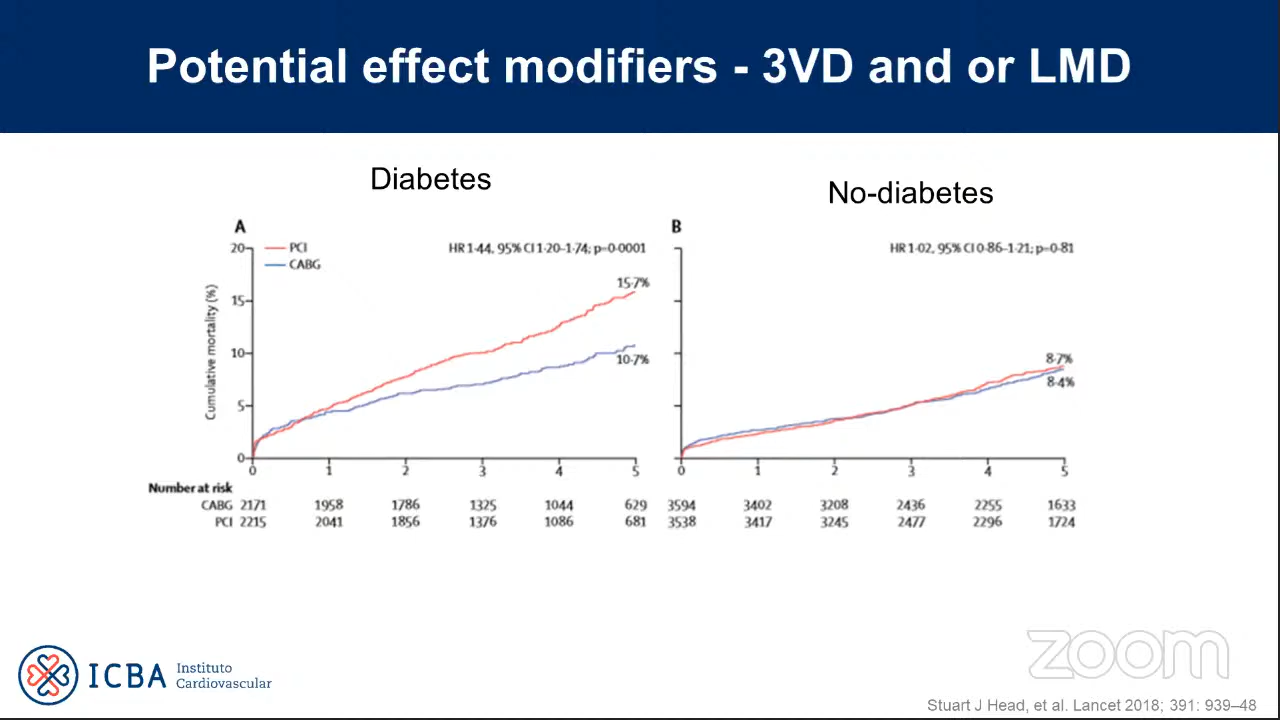 Potential effect modifiers - 3VD and or LMD
Diabetes
No-diabetes
A
PCI
CABG
HR 1·44, 95% CI 1·20–1·74; p=0·0001
20
15
10
5
0
Cumulative mortality (%)
15·7%
10·7%
0 1 2 3 4 5
B
HR 1·02, 95% CI 0·86–1·21; p=0·81
8·7%
8·4%
0 1 2 3 4 5
Number at risk
CABG 2171 1958 1786 1325 1044 629 3594 3402 3208 2436 2255 1633
PCI 2215 2041 1856 1376 1086 681 3538 3417 3245 2477 2296 1724
ICBA
Instituto
Cardiovascular
zoom
Stuart J Head, et al. Lancet 2018; 391: 939–48